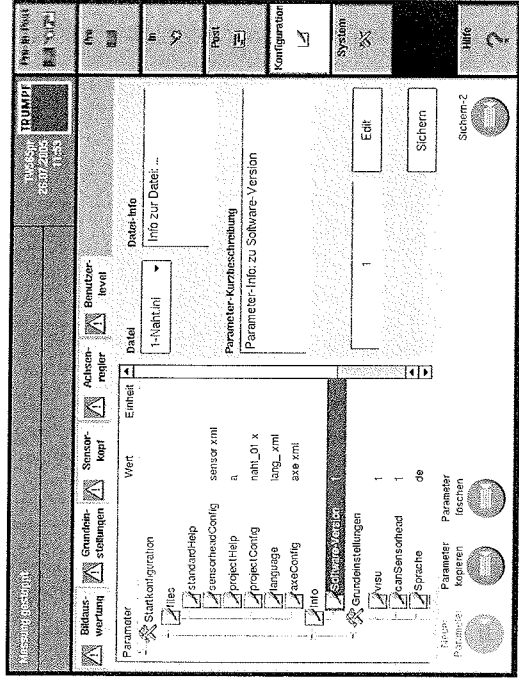 Messung gestoppt
TRUMPF
Bildaus-
wertung
Grundein-
stellungen
Sensor-
kopf
Achsen-
regler
Benutzer-
level
Parameter
Wert
Einheit
Startkonfiguration
files
standardHelp
sensorheadConfig
sensor xml
projectHelp
a
projectConfig
naht_01 x
language
lang_ xml
axeConfig
axe xml
Info
SoftwareVersion
1
Grundeinstellungen
visu
1
canSensorhead
1
Sprache
de
Datei
1-Naht.ini
Datei-Info
Info zur Datei: ...
Parameter-Kurzbeschreibung
Parameter-Info: zu Software-Version
1
Edit
Sichern
Neuer
Parameter
Parameter
kopieren
Parameter
löschen
Sichern-2
Pre
In
Post
Konfiguration
System
Hilfe